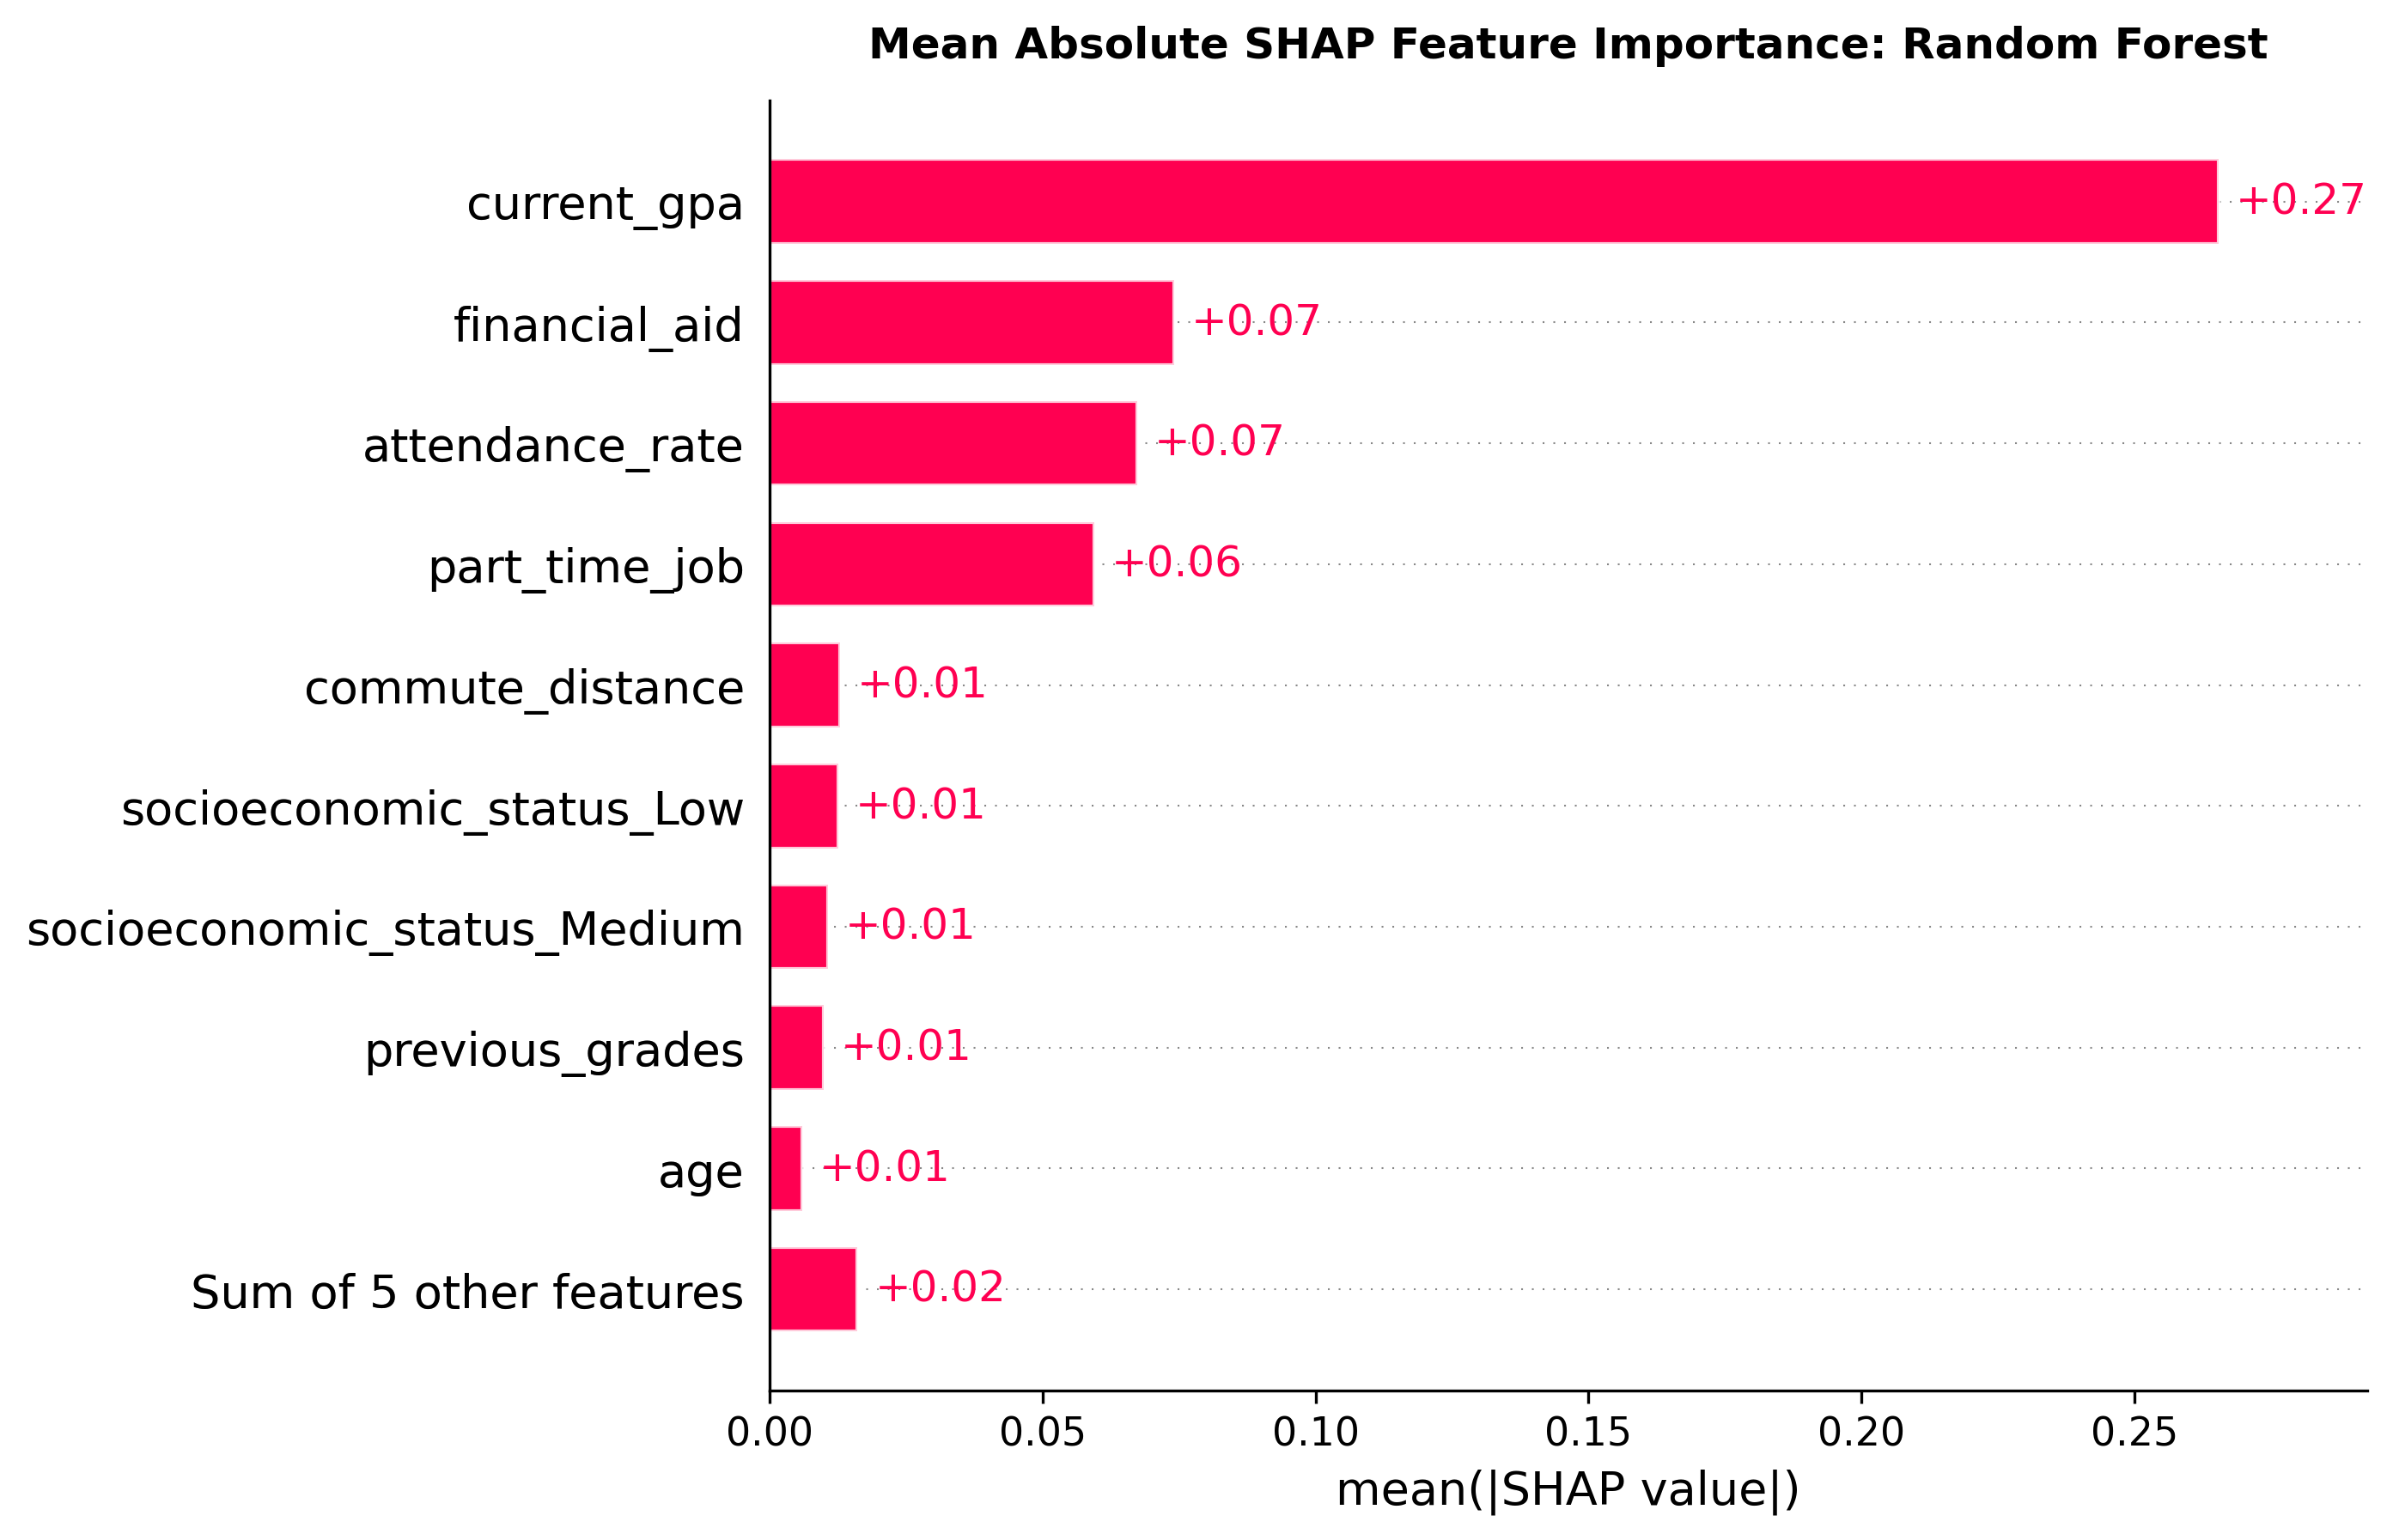 Mean Absolute SHAP Feature Importance: Random Forest
current_gpa +0.27
financial_aid +0.07
attendance_rate +0.07
part_time_job +0.06
commute_distance +0.01
socioeconomic_status_Low +0.01
socioeconomic_status_Medium +0.01
previous_grades +0.01
age +0.01
Sum of 5 other features +0.02
0.00 0.05 0.10 0.15 0.20 0.25
mean(|SHAP value|)